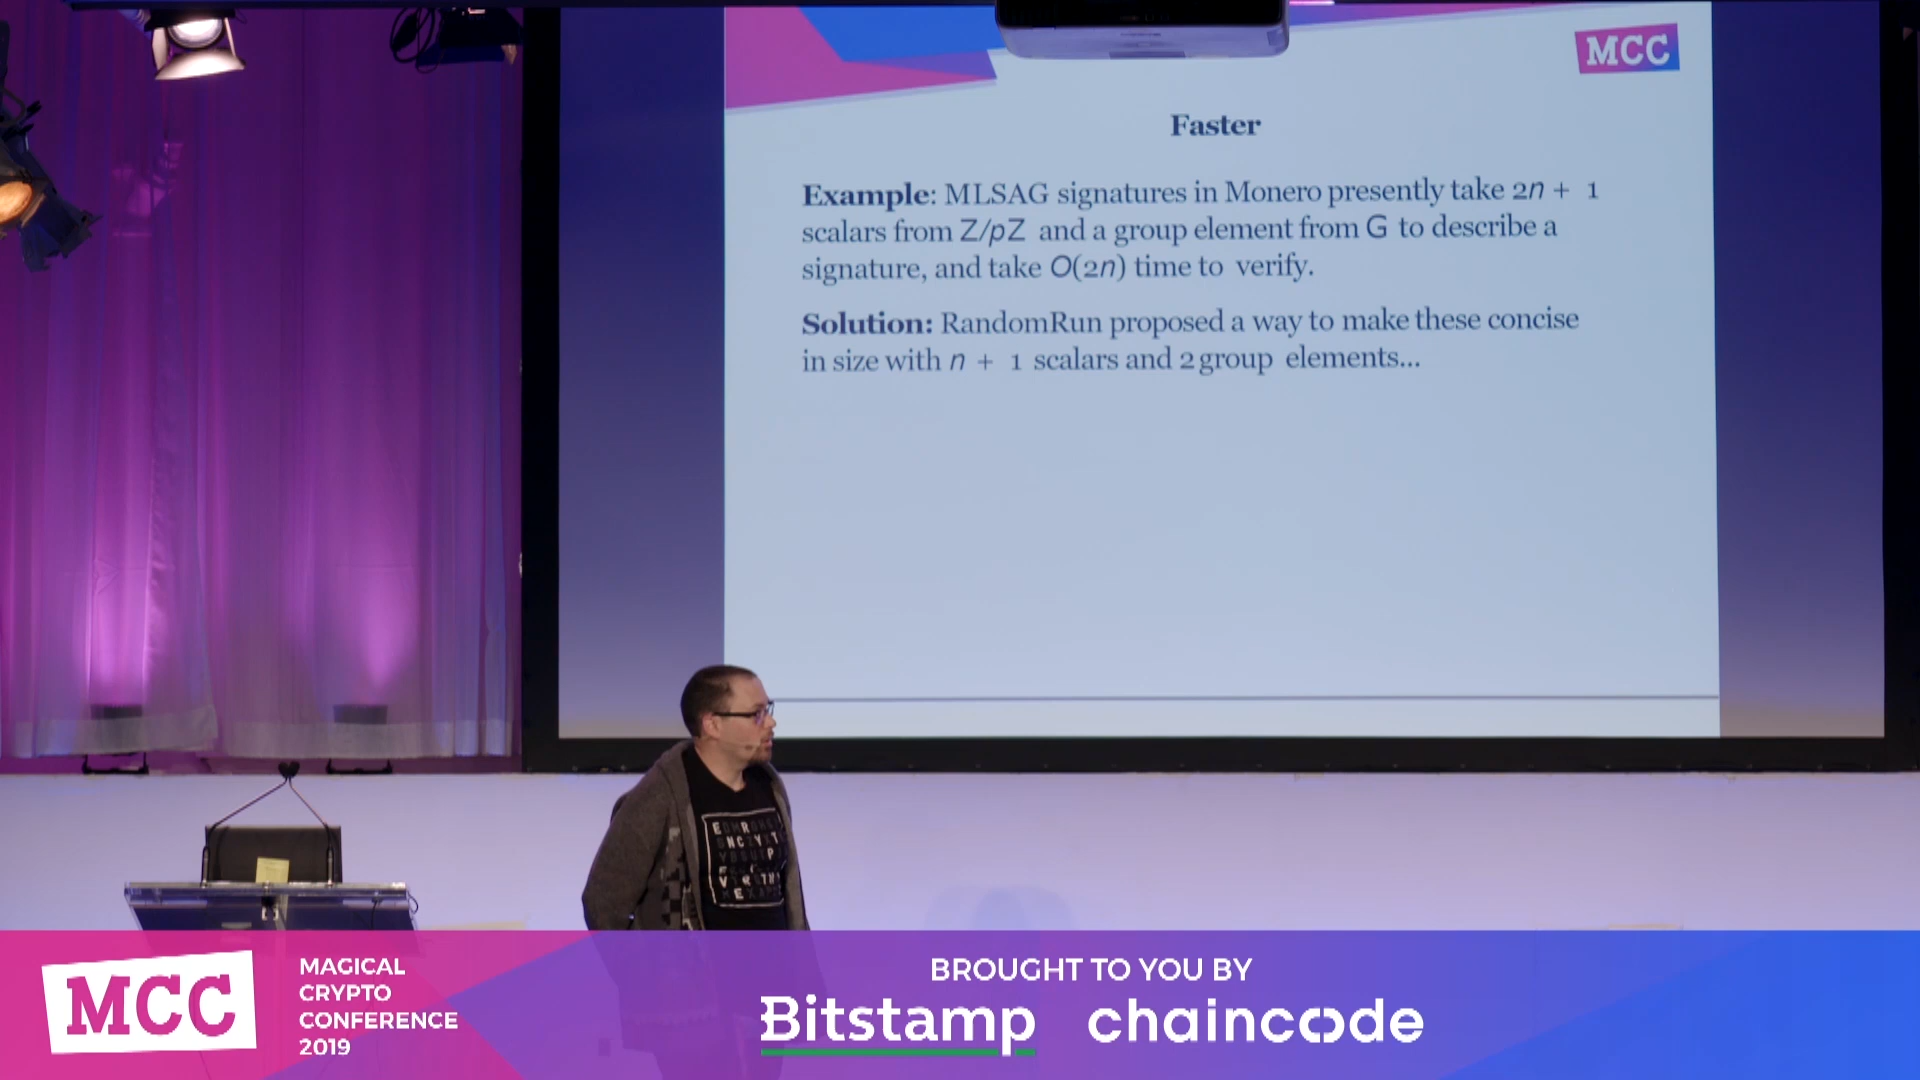 MCC
Faster
Example: MLSAG signatures in Monero presently take 2n + 1
scalars from Z/pZ and a group element from G to describe a
signature, and take O(2n) time to verify.
Solution: RandomRun proposed a way to make these concise
in size with n + 1 scalars and 2 group elements...
MCC
MAGICAL
CRYPTO
CONFERENCE
2019
BROUGHT TO YOU BY
Bitstamp chaincode